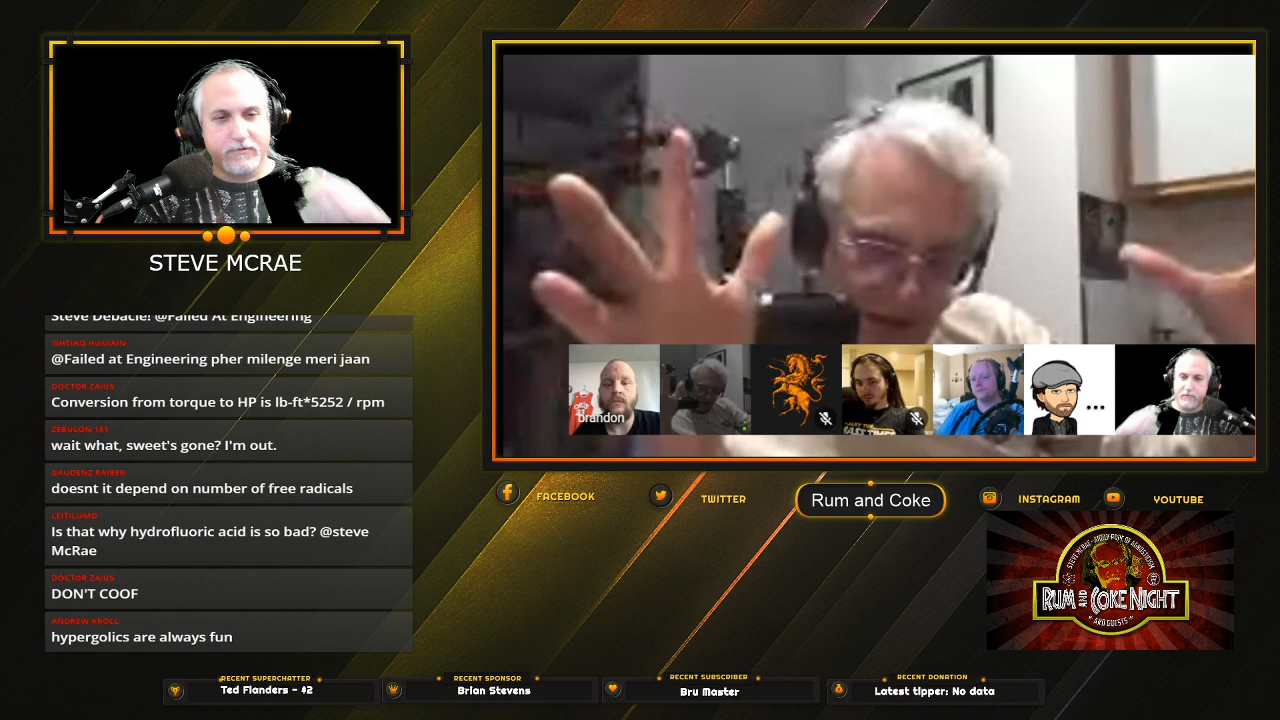 STEVE MCRAE
Steve Debacle! @Failed At Engineering
ISHTIAQ HUSSAIN
@Failed at Engineering pher milenge meri jaan
DOCTOR ZAIUS
Conversion from torque to HP is lb-ft*5252 / rpm
ZEBULON 181
wait what, sweet's gone? I'm out.
GAUDENZ RAIBER
doesnt it depend on number of free radicals
LEITILUMO
Is that why hydrofluoric acid is so bad? @steve
McRae
DOCTOR ZAIUS
DON'T COOF
ANDREW KROLL
hypergolics are always fun
brandon
FACEBOOK
TWITTER
Rum and Coke
INSTAGRAM
YOUTUBE
RUM AND COKE NIGHT
AND GUESTS
RECENT SUPERCHATTER
Ted Flanders - $2
RECENT SPONSOR
Brian Stevens
RECENT SUBSCRIBER
Bru Master
RECENT DONATION
Latest tipper: No data